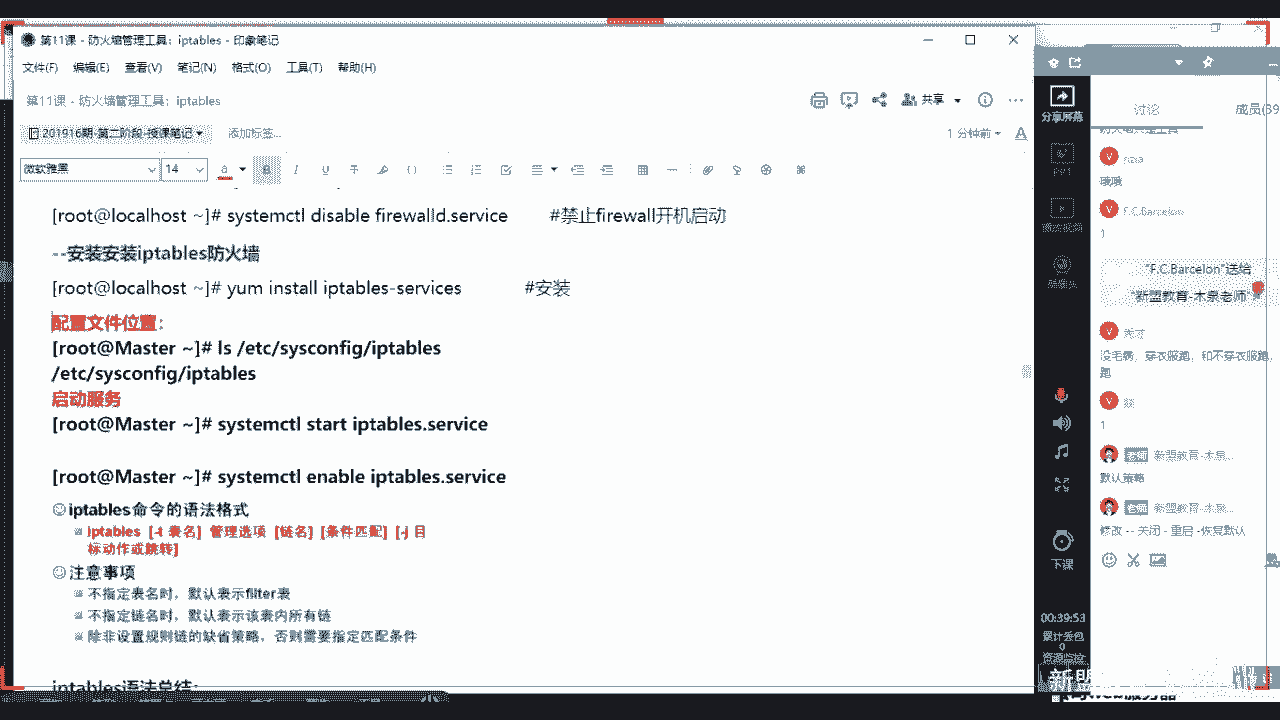 第11课 - 防火墙管理工具：iptables - 印象笔记
文件(F) 编辑(E) 查看(V) 笔记(N) 格式(O) 工具(T) 帮助(H)
第11课 - 防火墙管理工具：iptables
共享
201916期-第二阶段-授课笔记
添加标签...
1 分钟前
微软雅黑
14
[root@localhost ~]# systemctl disable firewalld.service #禁止firewall开机启动
--安装安装iptables防火墙
[root@localhost ~]# yum install iptables-services #安装
配置文件位置：
[root@Master ~]# ls /etc/sysconfig/iptables
/etc/sysconfig/iptables
启动服务
[root@Master ~]# systemctl start iptables.service
[root@Master ~]# systemctl enable iptables.service
iptables命令的语法格式
iptables [-t 表名] 管理选项 [链名] [条件匹配] [-j 目
标动作或跳转]
注意事项
不指定表名时，默认表示filter表
不指定链名时，默认表示该表内所有链
除非设置规则链的缺省策略，否则需要指定匹配条件
iptables语法总结：
分享屏幕
PPT
下课
00:39:53
累计丢包
0
讨论
成员(39
哦哦
F.C.Barcelon
1
"F.C.Barcelon"送给
"新盟教育-木泉老师"
没毛病，穿衣服跑，和不穿衣服跑
跑
1
老师 新盟教育-木泉...
默认策略
老师 新盟教育-木泉...
修改 -- 关闭 - 重启 -恢复默认